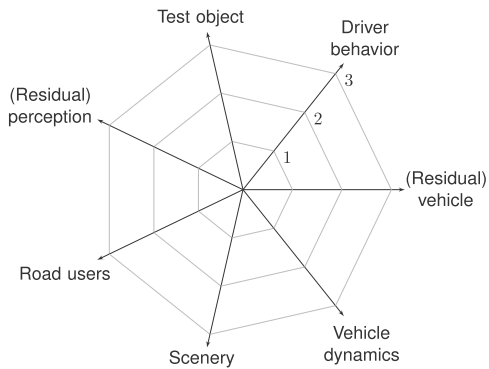 Test object
Driver
behavior
(Residual)
perception
3
2
1
(Residual)
vehicle
Road users
Vehicle
dynamics
Scenery